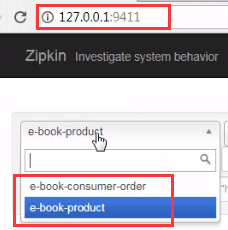 127.0.0.1:9411
Zipkin Investigate system behavior
e-book-product
e-book-consumer-order
e-book-product